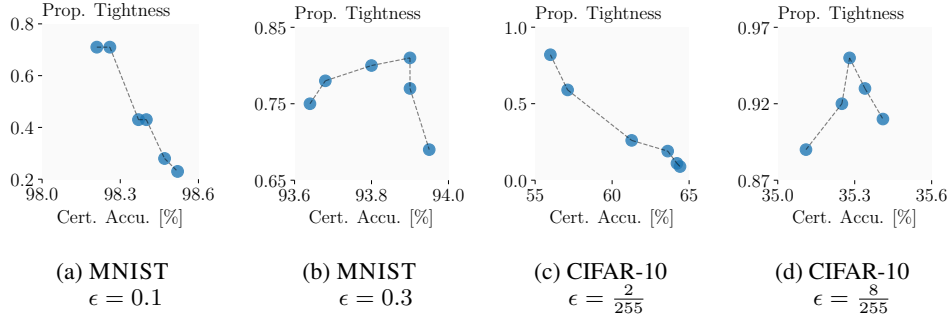 Prop. Tightness
0.8
0.6
0.4
0.2
98.0 98.3 98.6
Cert. Accu. [%]
(a) MNIST
ϵ = 0.1
Prop. Tightness
0.85
0.75
0.65
93.6 93.8 94.0
Cert. Accu. [%]
(b) MNIST
ϵ = 0.3
Prop. Tightness
1.0
0.5
0.0
55 60 65
Cert. Accu. [%]
(c) CIFAR-10
ϵ = 2/255
Prop. Tightness
0.97
0.92
0.87
35.0 35.3 35.6
Cert. Accu. [%]
(d) CIFAR-10
ϵ = 8/255